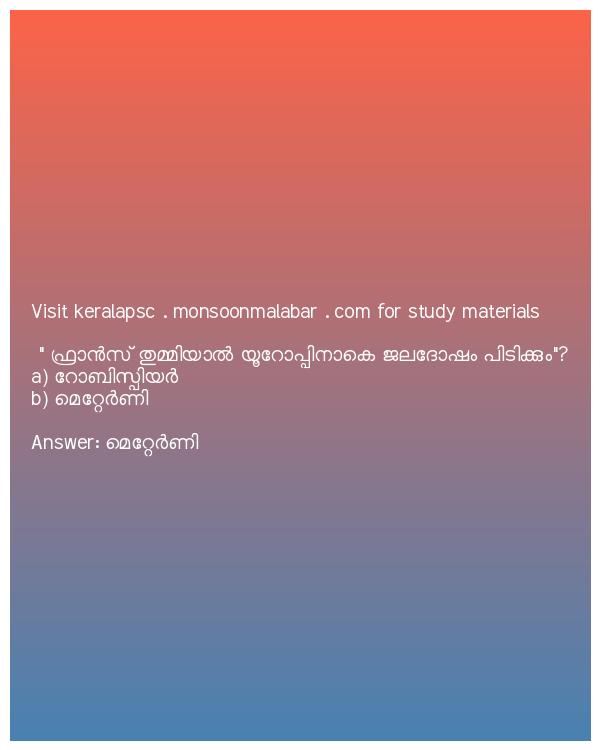 Visit keralapsc . monsoonmalabar . com for study materials
" ഫ്രാൻസ് തുമ്മിയാൽ യൂറോപ്പിനാകെ ജലദോഷം പിടിക്കും"?
a) റോബിസ്പിയർ
b) മെറ്റേർണി
Answer: മെറ്റേർണി